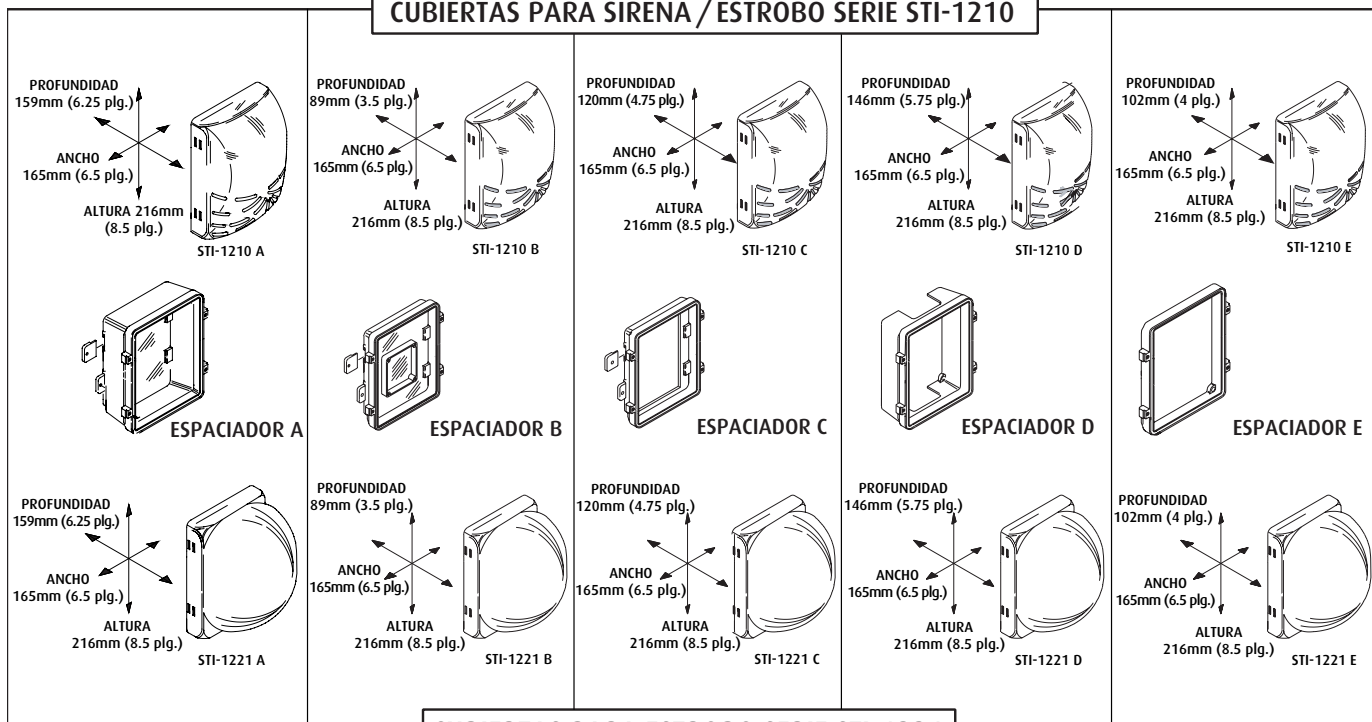 CUBIERTAS PARA SIRENA / ESTROBO SERIE STI-1210
PROFUNDIDAD
159mm (6.25 plg.)
ANCHO
165mm (6.5 plg.)
ALTURA 216mm
(8.5 plg.)
STI-1210 A
PROFUNDIDAD
89mm (3.5 plg.)
ANCHO
165mm (6.5 plg.)
ALTURA
216mm (8.5 plg.)
STI-1210 B
PROFUNDIDAD
120mm (4.75 plg.)
ANCHO
165mm (6.5 plg.)
ALTURA
216mm (8.5 plg.)
STI-1210 C
PROFUNDIDAD
146mm (5.75 plg.)
ANCHO
165mm (6.5 plg.)
ALTURA
216mm (8.5 plg.)
STI-1210 D
PROFUNDIDAD
102mm (4 plg.)
ANCHO
165mm (6.5 plg.)
ALTURA
216mm (8.5 plg.)
STI-1210 E
ESPACIADOR A
ESPACIADOR B
ESPACIADOR C
ESPACIADOR D
ESPACIADOR E
PROFUNDIDAD
159mm (6.25 plg.)
ANCHO
165mm (6.5 plg.)
ALTURA
216mm (8.5 plg.)
STI-1221 A
PROFUNDIDAD
89mm (3.5 plg.)
ANCHO
165mm (6.5 plg.)
ALTURA
216mm (8.5 plg.)
STI-1221 B
PROFUNDIDAD
120mm (4.75 plg.)
ANCHO
165mm (6.5 plg.)
ALTURA
216mm (8.5 plg.)
STI-1221 C
PROFUNDIDAD
146mm (5.75 plg.)
ANCHO
165mm (6.5 plg.)
ALTURA
216mm (8.5 plg.)
STI-1221 D
PROFUNDIDAD
102mm (4 plg.)
ANCHO
165mm (6.5 plg.)
ALTURA
216mm (8.5 plg.)
STI-1221 E